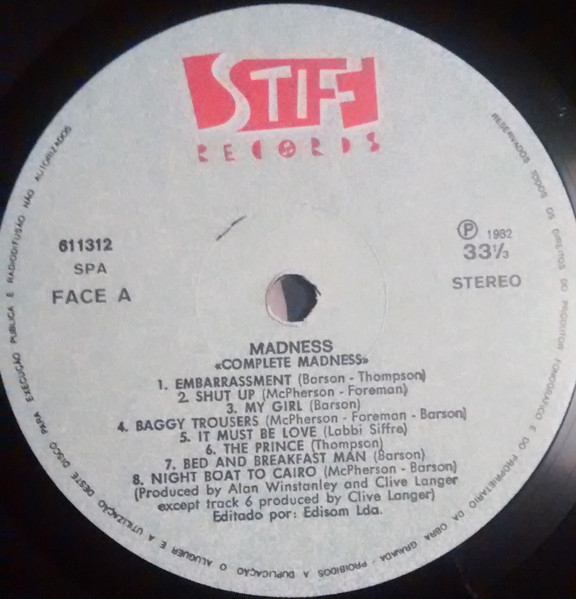 STIFF
RECORDS
611312
SPA
FACE A
Ⓟ 1982
33⅓
STEREO
MADNESS
«COMPLETE MADNESS»
1. EMBARRASSMENT (Barson - Thompson)
2. SHUT UP (McPherson - Foreman)
3. MY GIRL (Barson)
4. BAGGY TROUSERS (McPherson - Foreman - Barson)
5. IT MUST BE LOVE (Labbi Siffre)
6. THE PRINCE (Thompson)
7. BED AND BREAKFAST MAN (Barson)
8. NIGHT BOAT TO CAIRO (McPherson - Barson)
(Produced by Alan Winstanley and Clive Langer
except track 6 produced by Clive Langer)
Editado por: Edisom Lda.
RESERVADOS TODOS OS DIREITOS DO PRODUTOR FONOGRÁFICO E DO PROPRIETÁRIO DA OBRA GRAVADA - PROIBIDOS A DUPLICAÇÃO O ALUGUER E A UTILIZAÇÃO DESTE DISCO PARA EXECUÇÃO PÚBLICA E RADIODIFUSÃO NÃO AUTORIZADOS